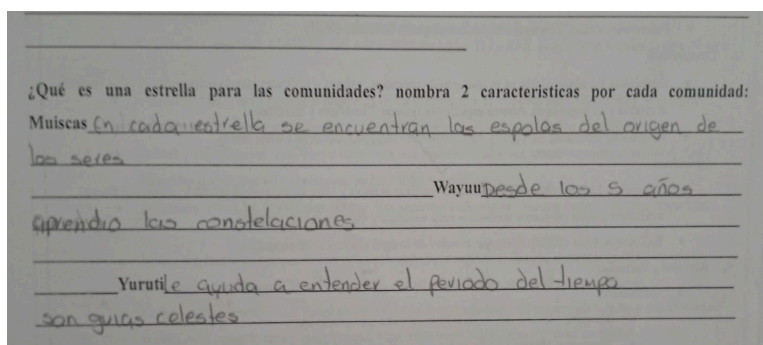 ¿Qué es una estrella para las comunidades? nombra 2 caracteristicas por cada comunidad:
Muiscas En cada estrella se encuentran las espolas del origen de
los seres
Wayuu Desde los 5 años
aprendio las constelaciones
Yuruti le ayuda a entender el periodo del tiempo
son guias celestes